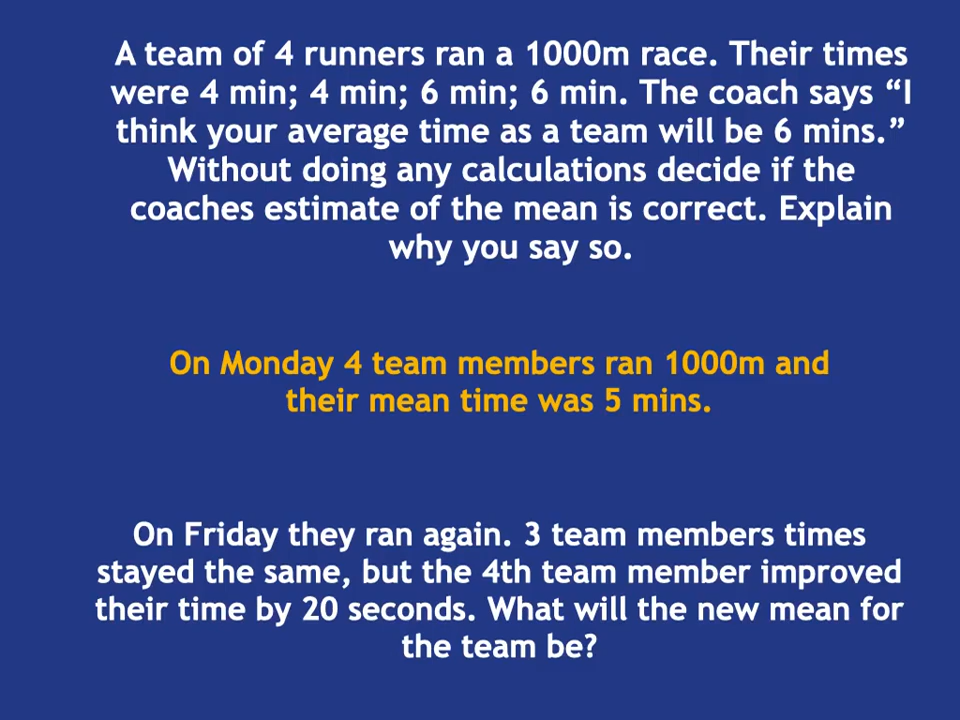 A team of 4 runners ran a 1000m race. Their times
were 4 min; 4 min; 6 min; 6 min. The coach says “I
think your average time as a team will be 6 mins.”
Without doing any calculations decide if the
coaches estimate of the mean is correct. Explain
why you say so.
On Monday 4 team members ran 1000m and
their mean time was 5 mins.
On Friday they ran again. 3 team members times
stayed the same, but the 4th team member improved
their time by 20 seconds. What will the new mean for
the team be?